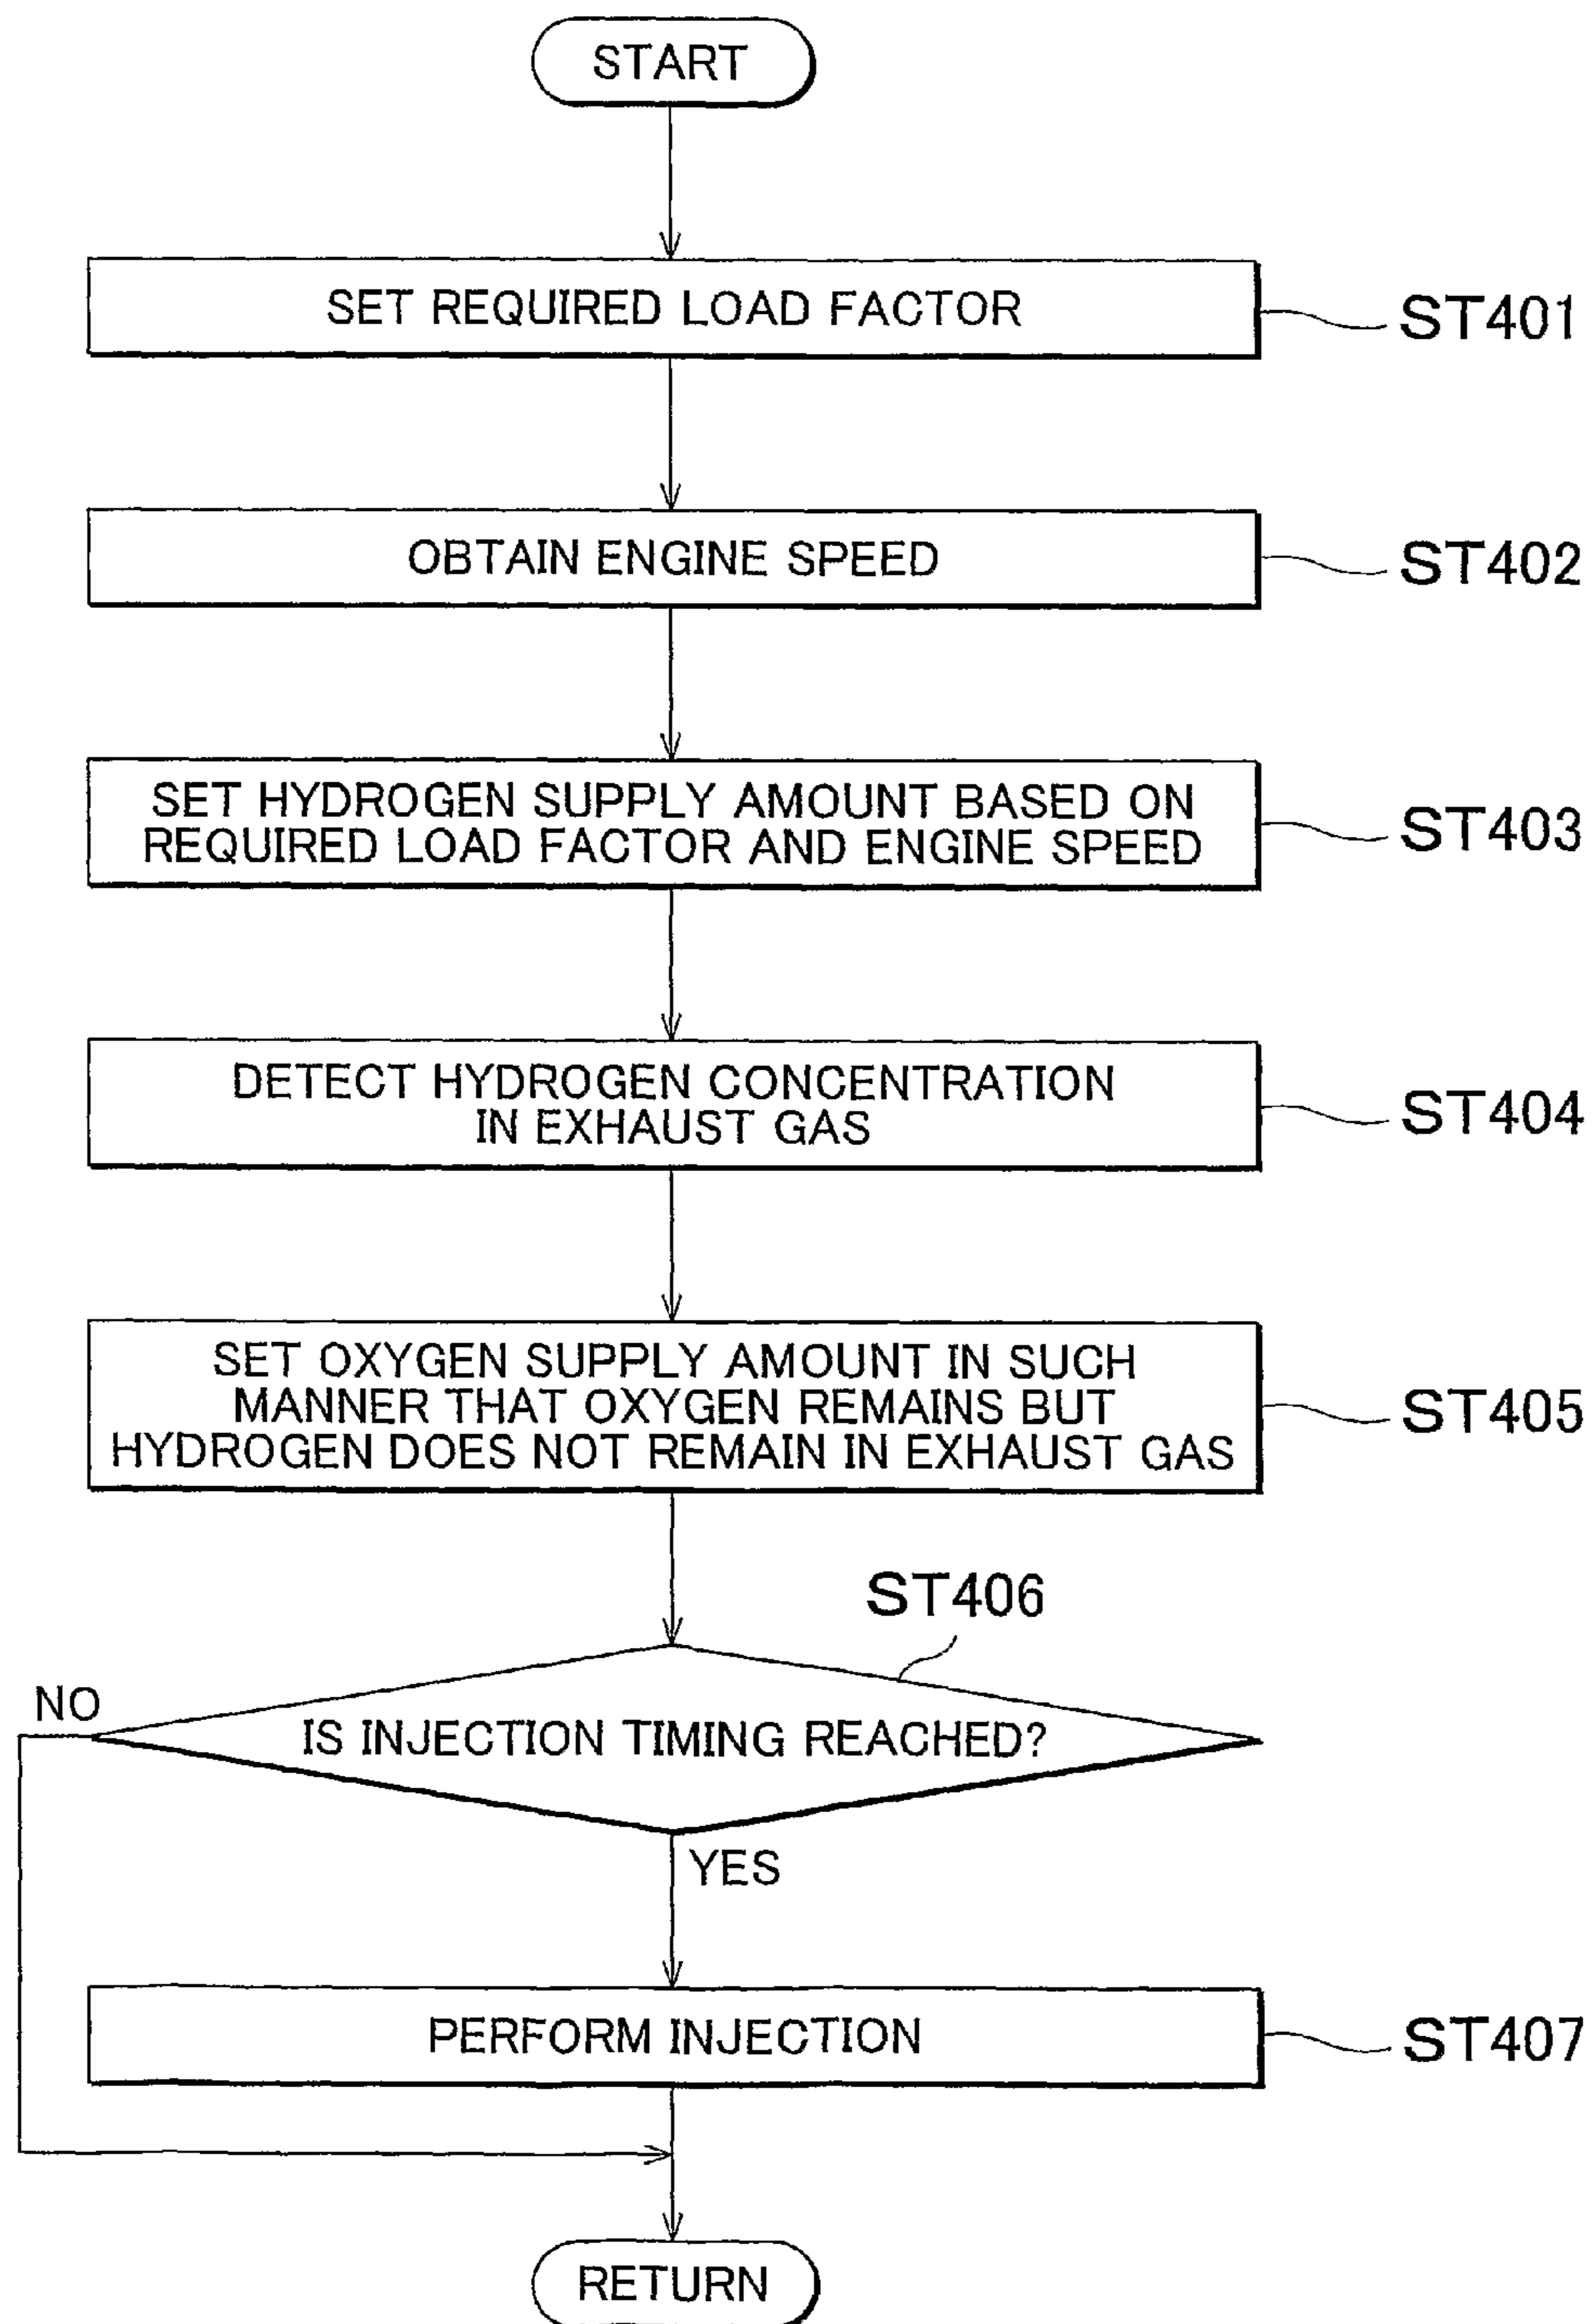 START
SET REQUIRED LOAD FACTOR
ST401
OBTAIN ENGINE SPEED
ST402
SET HYDROGEN SUPPLY AMOUNT BASED ON
REQUIRED LOAD FACTOR AND ENGINE SPEED
ST403
DETECT HYDROGEN CONCENTRATION
IN EXHAUST GAS
ST404
SET OXYGEN SUPPLY AMOUNT IN SUCH
MANNER THAT OXYGEN REMAINS BUT
HYDROGEN DOES NOT REMAIN IN EXHAUST GAS
ST405
ST406
NO
IS INJECTION TIMING REACHED?
YES
PERFORM INJECTION
ST407
RETURN